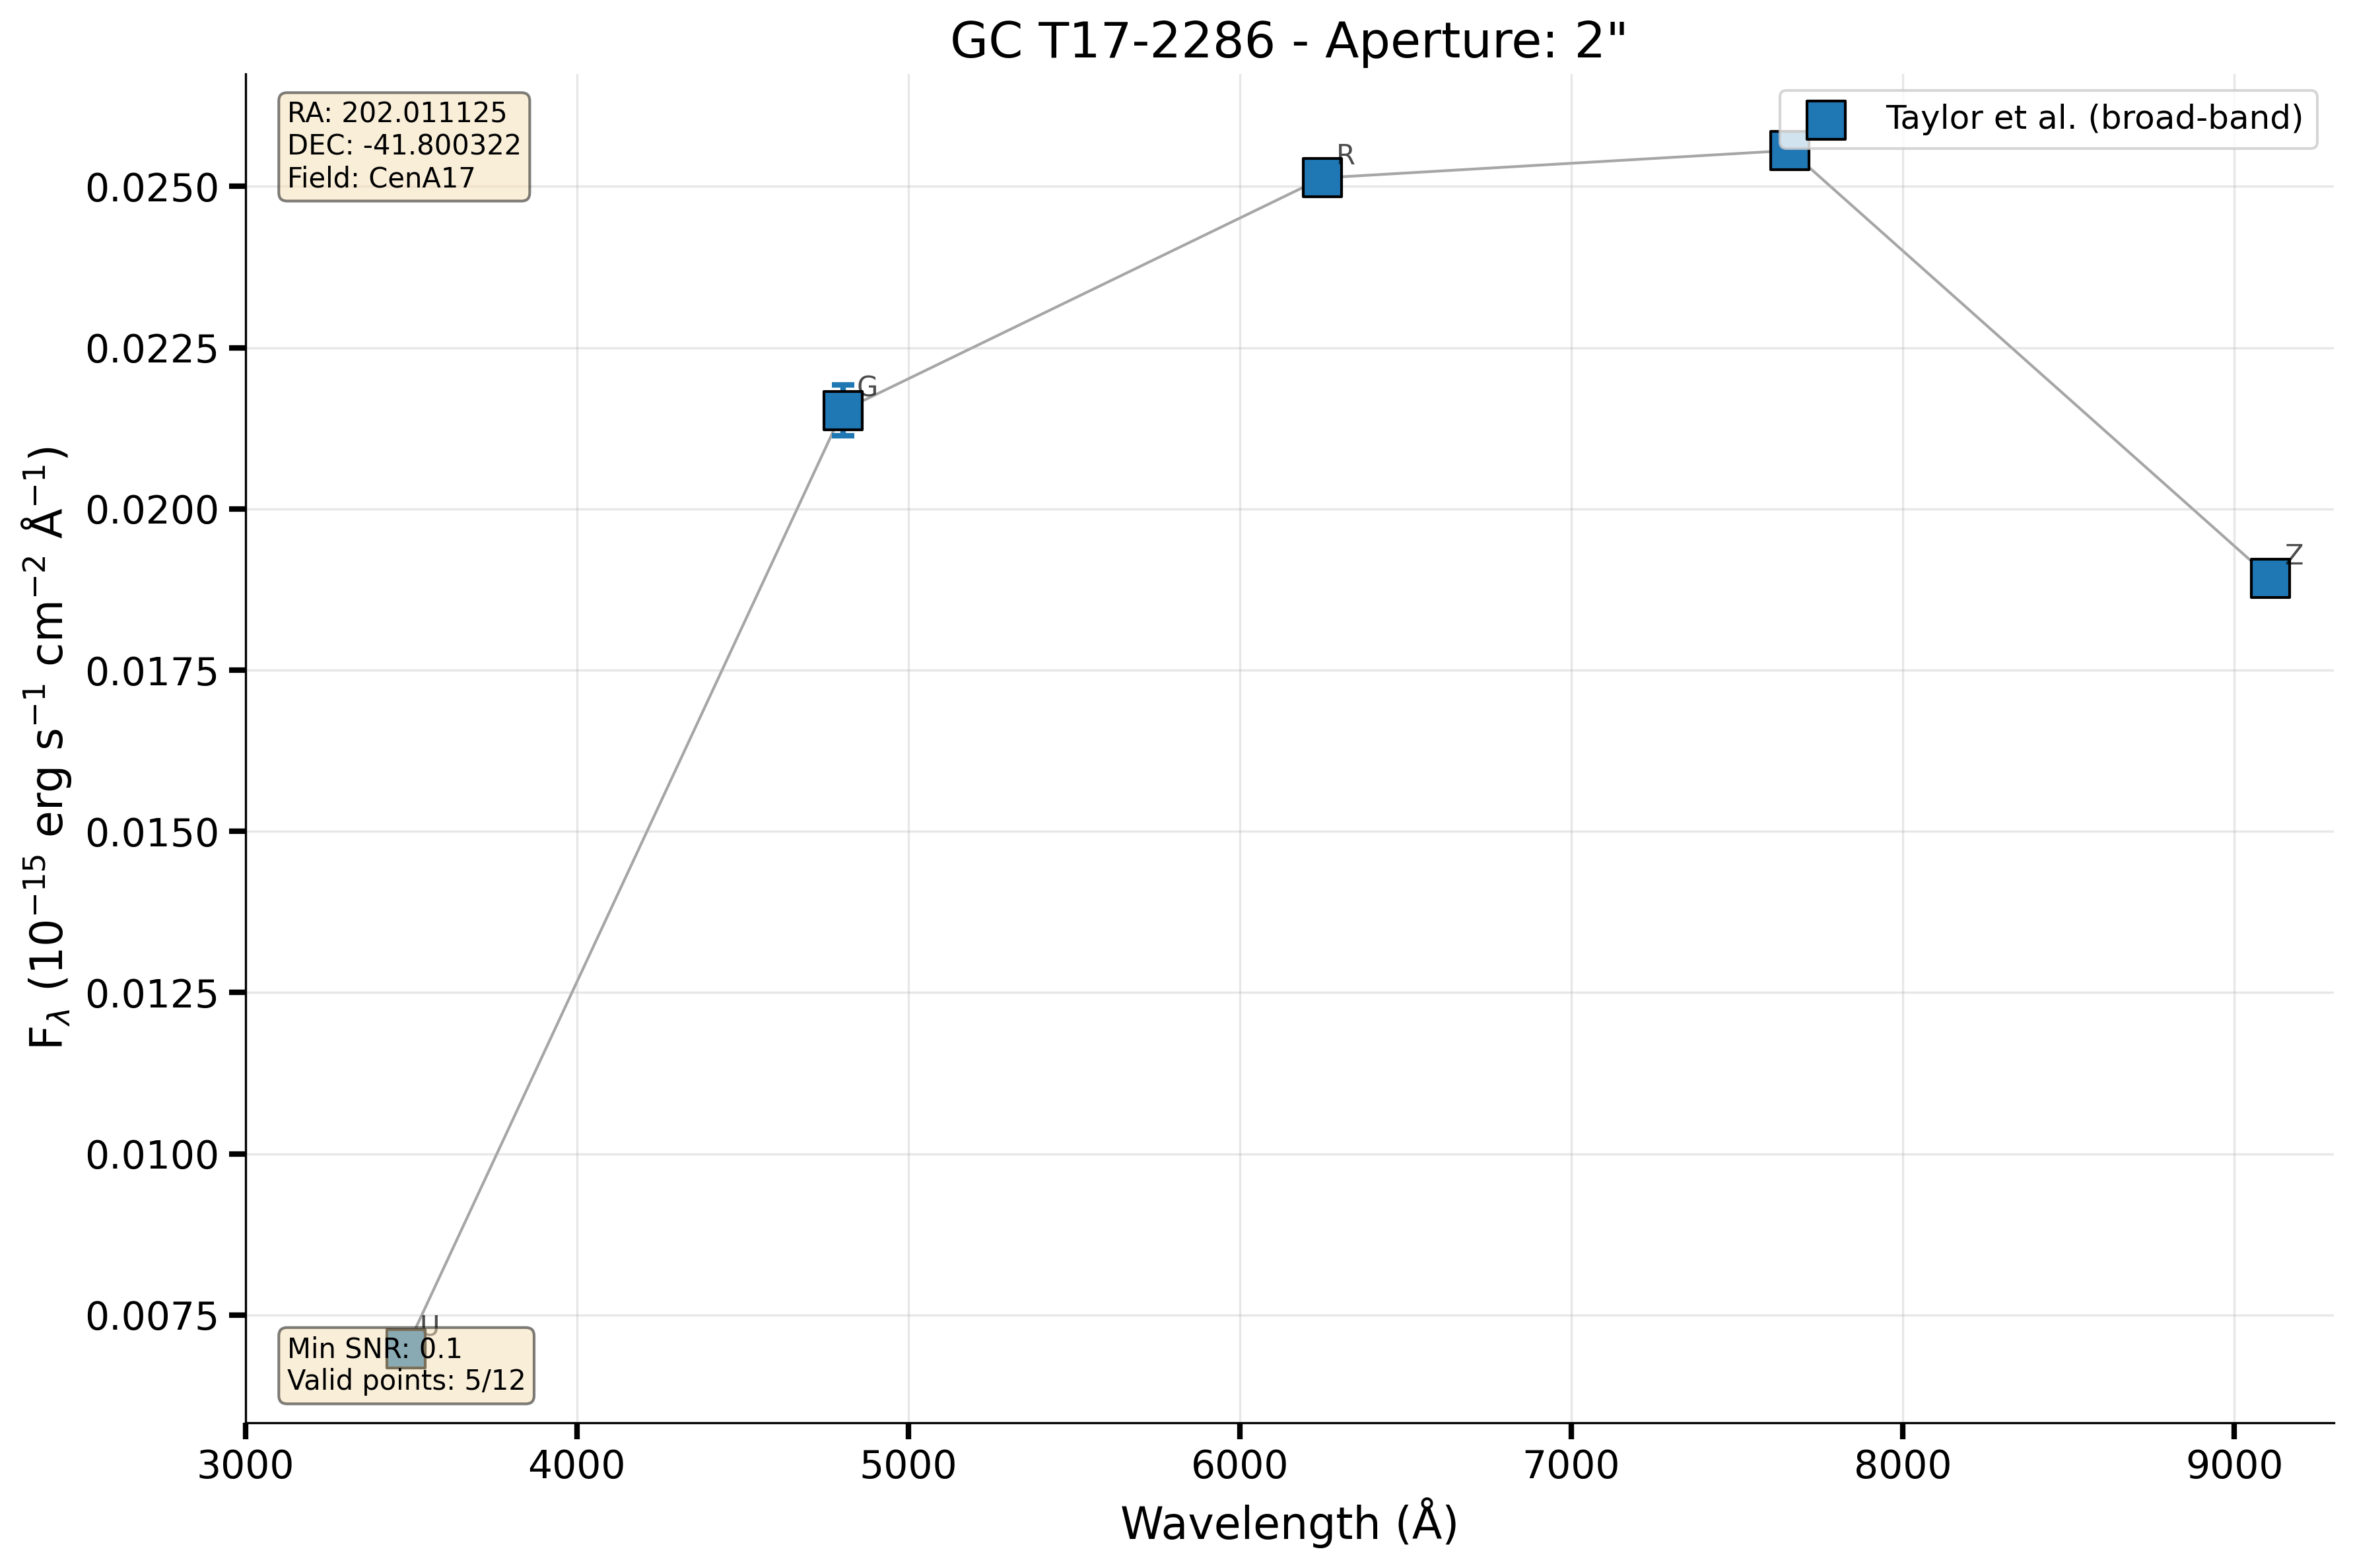 GC T17-2286 - Aperture: 2"
RA: 202.011125
DEC: -41.800322
Field: CenA17
Taylor et al. (broad-band)
R
G
Z
U
Min SNR: 0.1
Valid points: 5/12
0.0250
0.0225
0.0200
0.0175
0.0150
0.0125
0.0100
0.0075
F_λ (10⁻¹⁵ erg s⁻¹ cm⁻² Å⁻¹)
3000 4000 5000 6000 7000 8000 9000
Wavelength (Å)